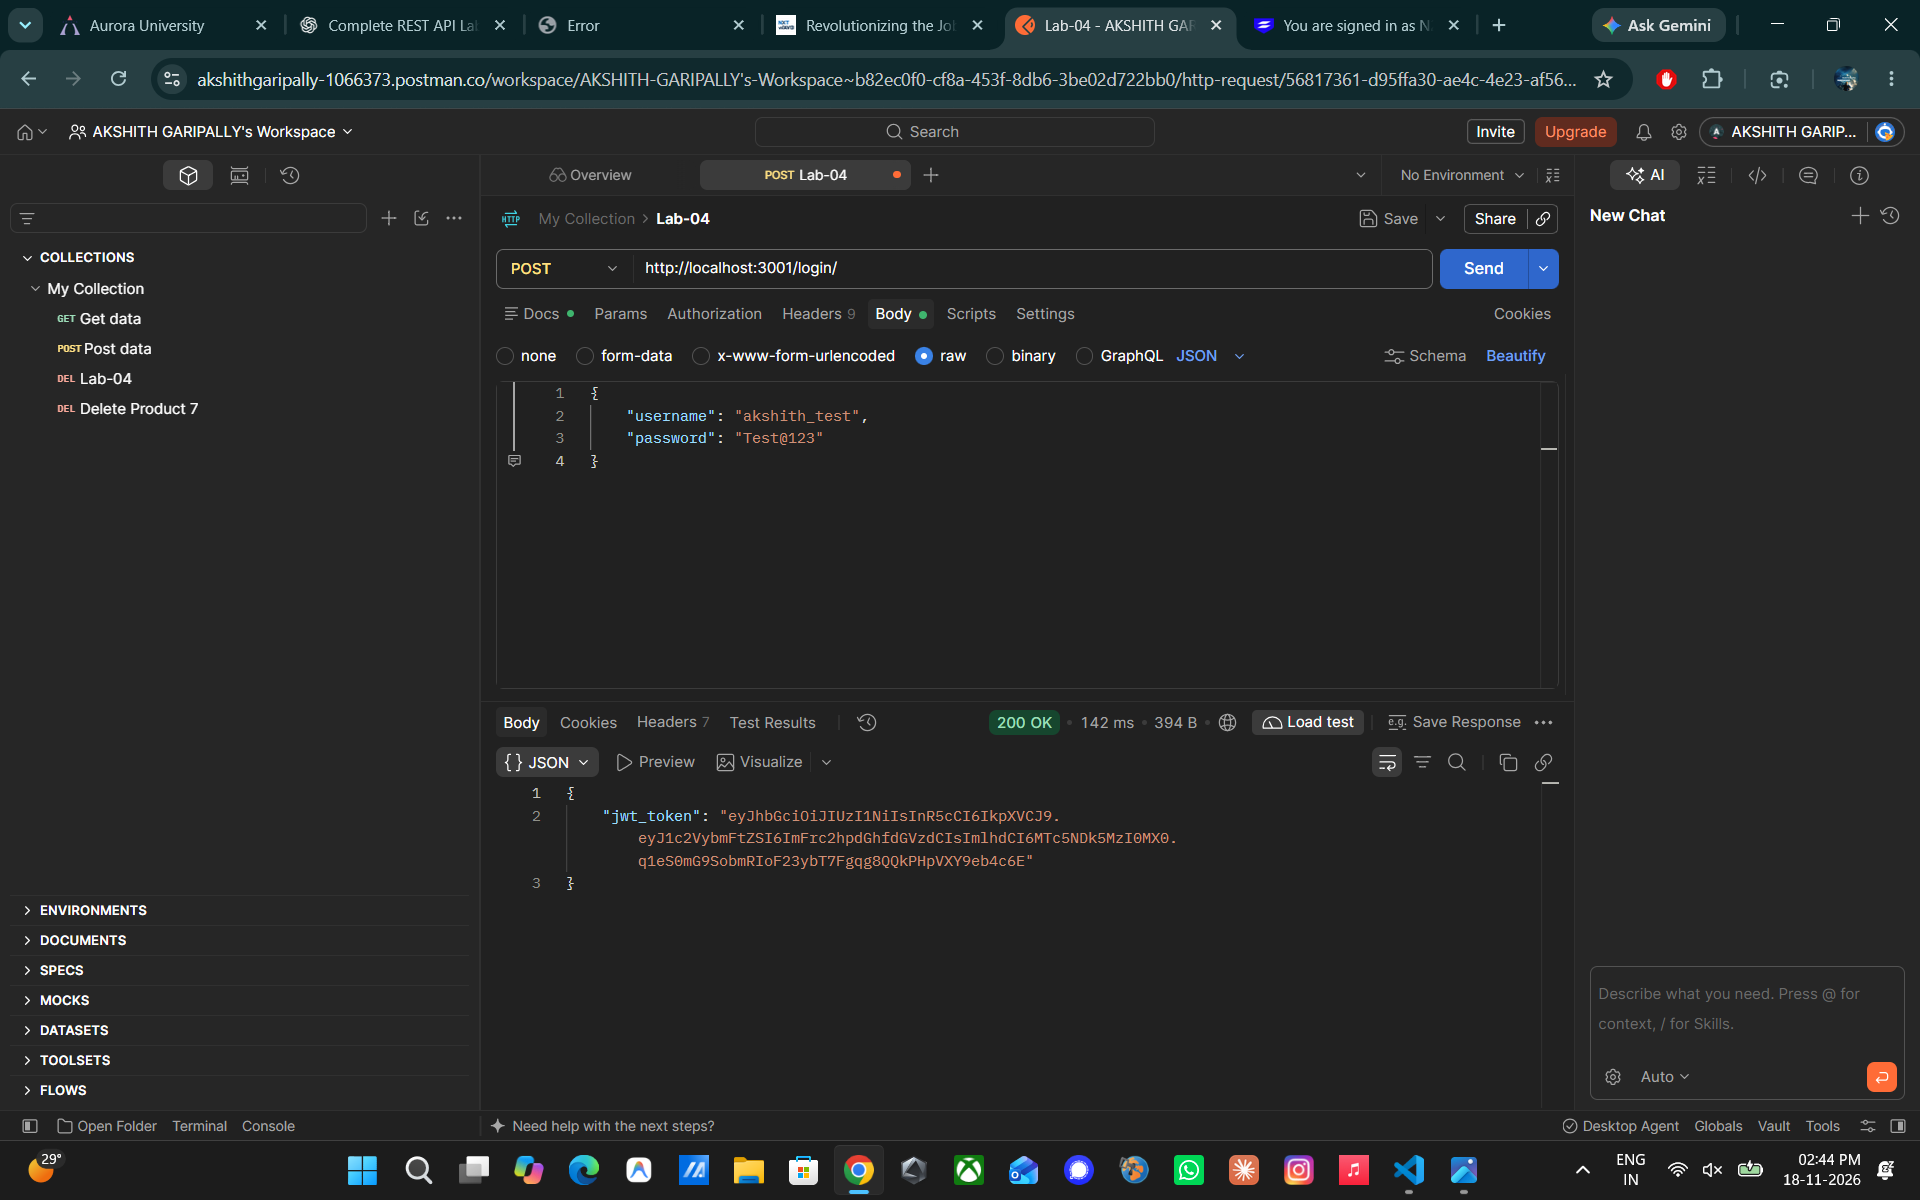 Aurora University
Complete REST API La
Error
Revolutionizing the Jo
Lab-04 - AKSHITH GAR
You are signed in as N
Ask Gemini
akshithgaripally-1066373.postman.co/workspace/AKSHITH-GARIPALLY's-Workspace~b82ec0f0-cf8a-453f-8db6-3be02d722bb0/http-request/56817361-d95ffa30-ae4c-4e23-af56...
AKSHITH GARIPALLY's Workspace
Search
Invite
Upgrade
AKSHITH GARIP...
Overview
POST Lab-04
No Environment
AI
HTTP
My Collection > Lab-04
Save
Share
New Chat
COLLECTIONS
My Collection
GET Get data
POST Post data
DEL Lab-04
DEL Delete Product 7
POST
http://localhost:3001/login/
Send
Docs
Params
Authorization
Headers 9
Body
Scripts
Settings
Cookies
none
form-data
x-www-form-urlencoded
raw
binary
GraphQL
JSON
Schema
Beautify
1 {
2 "username": "akshith_test",
3 "password": "Test@123"
4 }
Body
Cookies
Headers 7
Test Results
200 OK
142 ms
394 B
Load test
e.g. Save Response
{} JSON
Preview
Visualize
1 {
2 "jwt_token": "eyJhbGciOiJIUzI1NiIsInR5cCI6IkpXVCJ9.
eyJ1c2VybmFtZSI6ImFrc2hpdGhfdGVzdCIsImlhdCI6MTc5NDk5MzI0MX0.
q1eS0mG9SobmRIoF23ybT7Fgqg8QQkPHpVXY9eb4c6E"
3 }
ENVIRONMENTS
DOCUMENTS
SPECS
MOCKS
DATASETS
TOOLSETS
FLOWS
Describe what you need. Press @ for
context, / for Skills.
Auto
Open Folder
Terminal
Console
Need help with the next steps?
Desktop Agent
Globals
Vault
Tools
29°
ENG
IN
02:44 PM
18-11-2026